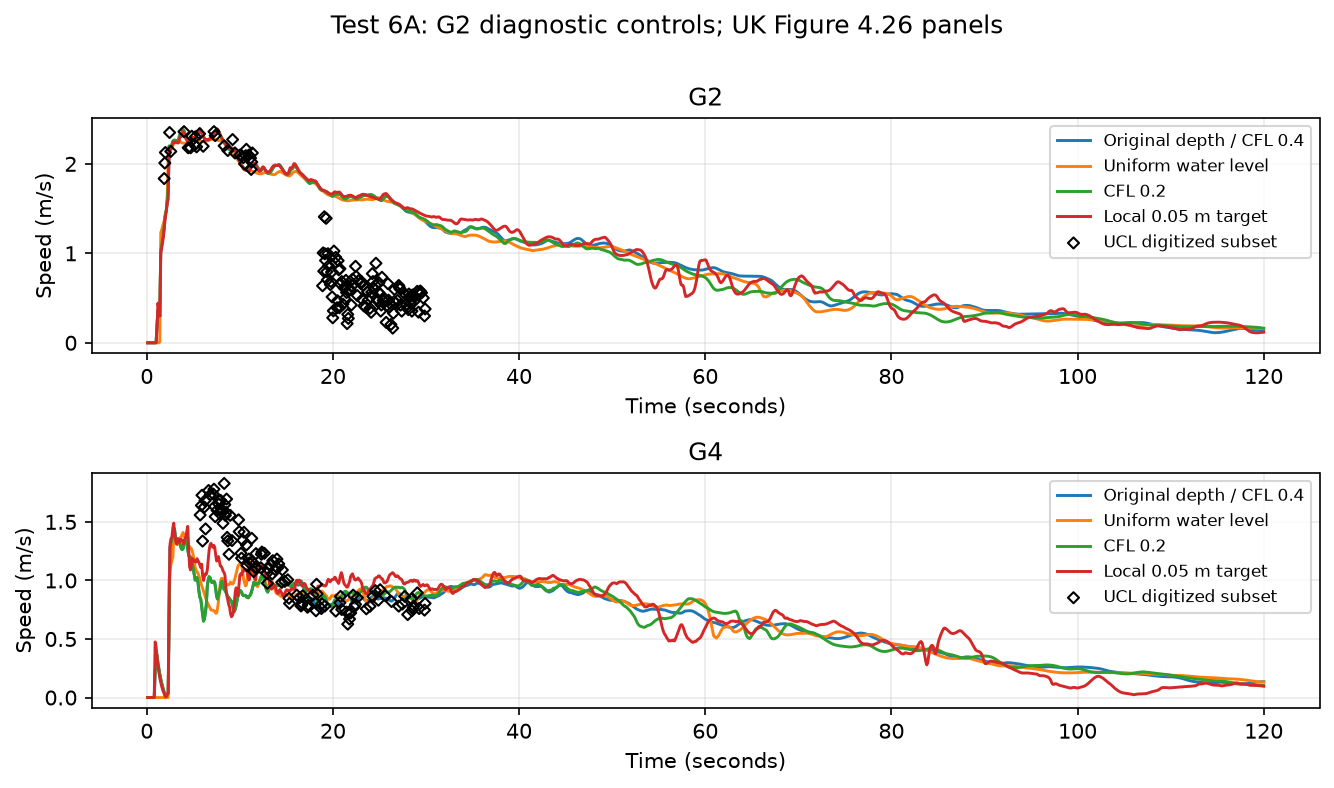 Test 6A: G2 diagnostic controls; UK Figure 4.26 panels
G2
Speed (m/s)
2
1
0
Original depth / CFL 0.4
Uniform water level
CFL 0.2
Local 0.05 m target
UCL digitized subset
0 20 40 60 80 100 120
Time (seconds)
G4
Speed (m/s)
1.5
1.0
0.5
0.0
Original depth / CFL 0.4
Uniform water level
CFL 0.2
Local 0.05 m target
UCL digitized subset
0 20 40 60 80 100 120
Time (seconds)